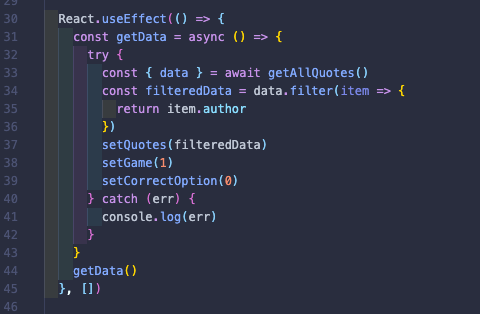 29
30 React.useEffect(() => {
31 const getData = async () => {
32 try {
33 const { data } = await getAllQuotes()
34 const filteredData = data.filter(item => {
35 return item.author
36 })
37 setQuotes(filteredData)
38 setGame(1)
39 setCorrectOption(0)
40 } catch (err) {
41 console.log(err)
42 }
43 }
44 getData()
45 }, [])
46